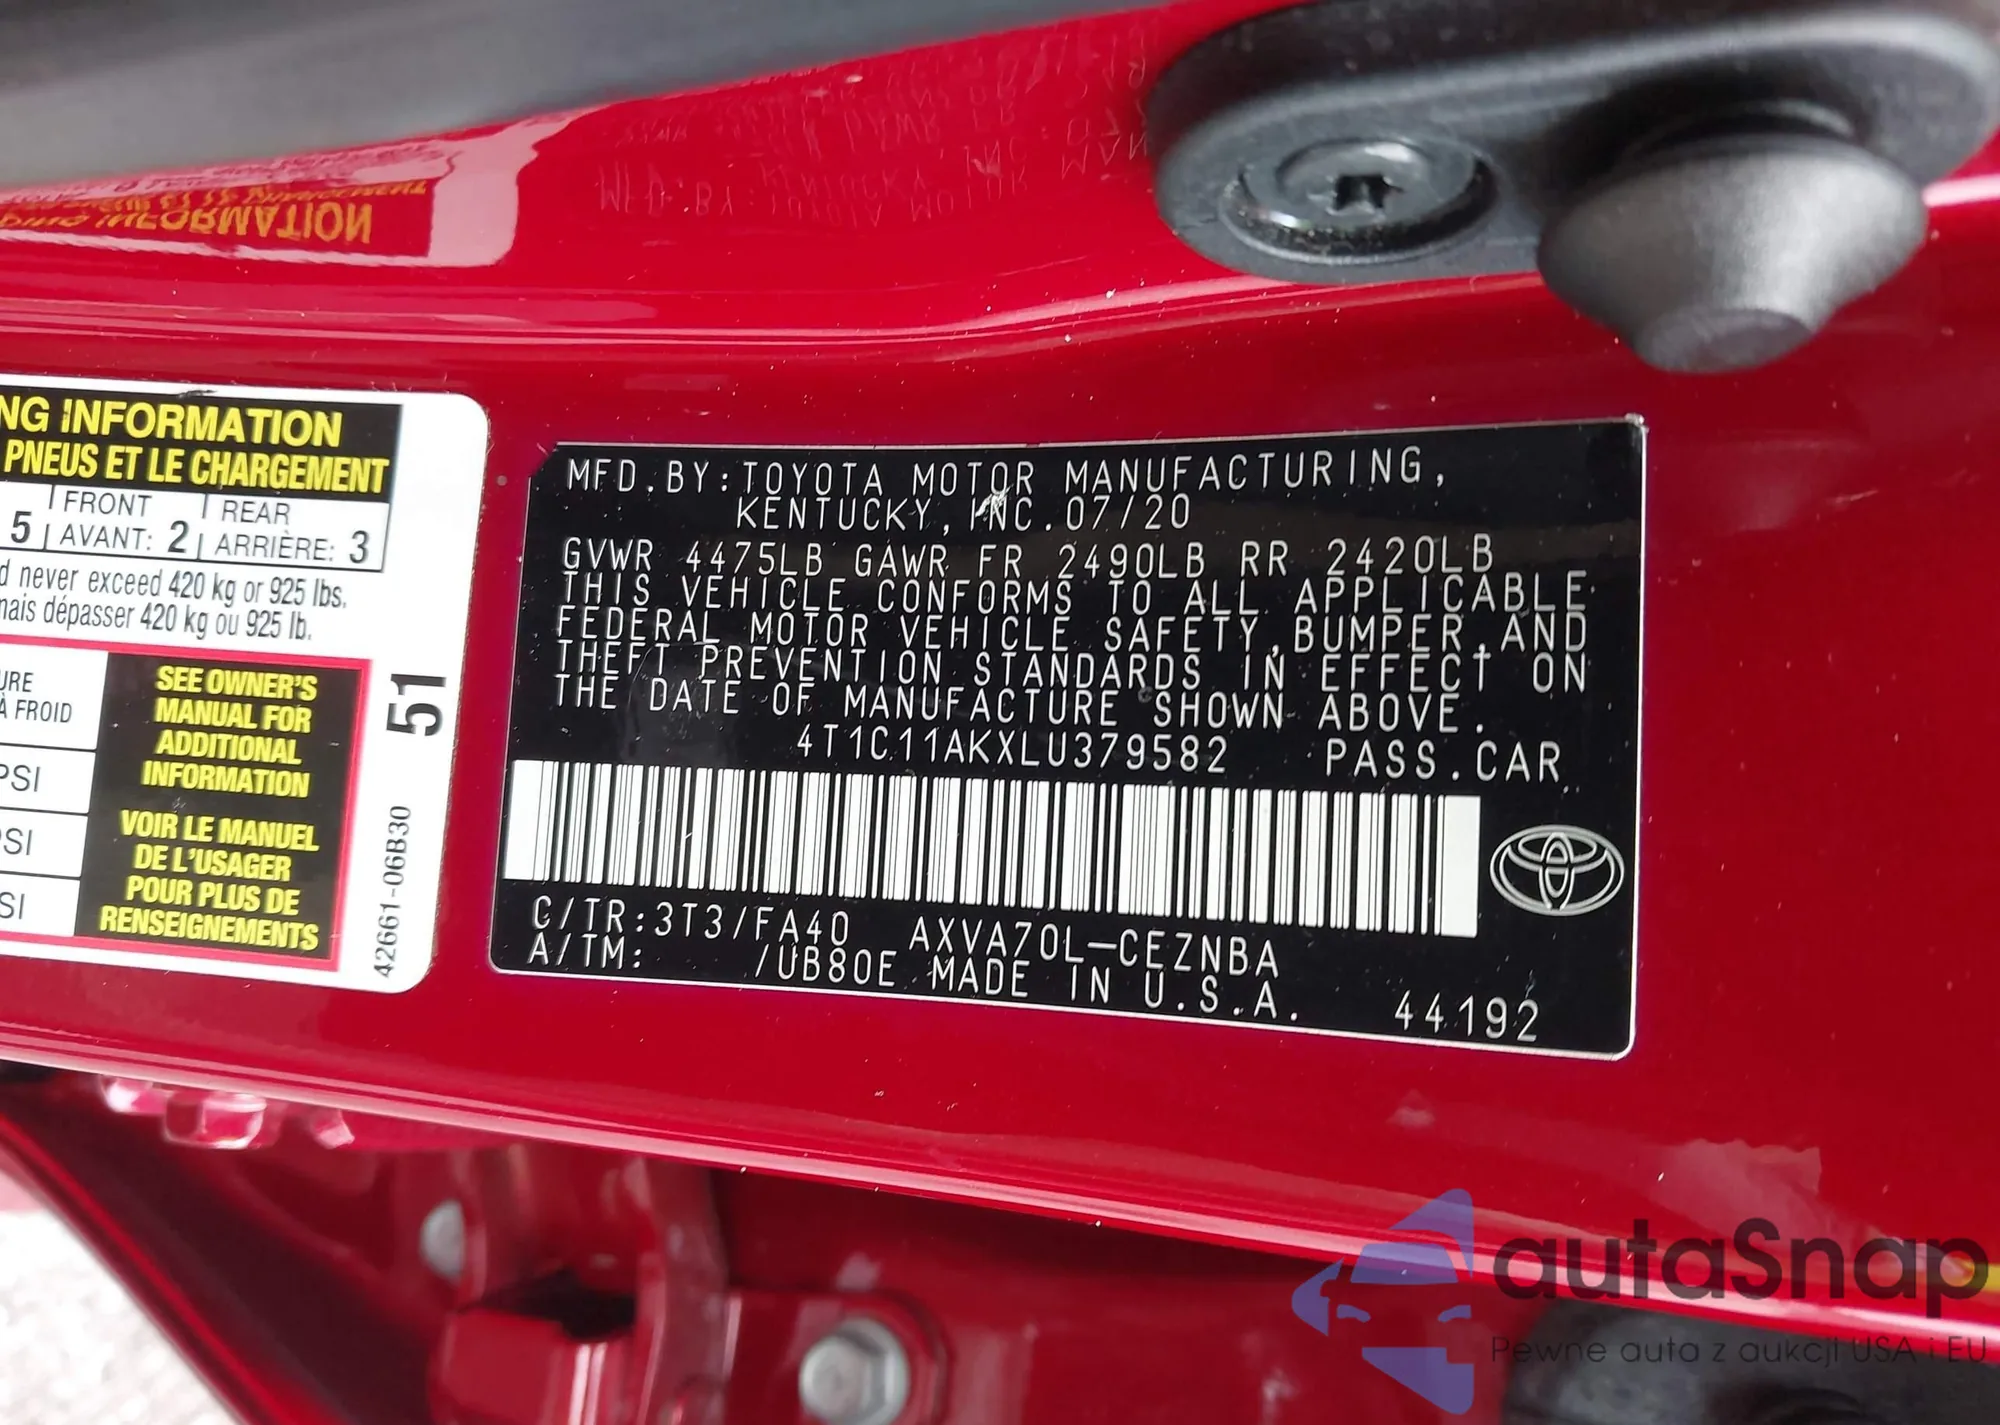 NG INFORMATION
PNEUS ET LE CHARGEMENT
FRONT REAR
5 AVANT: 2 ARRIÈRE: 3
d never exceed 420 kg or 925 lbs.
mais dépasser 420 kg ou 925 lb.
URE
À FROID
PSI
PSI
SI
SEE OWNER'S
MANUAL FOR
ADDITIONAL
INFORMATION
VOIR LE MANUEL
DE L'USAGER
POUR PLUS DE
RENSEIGNEMENTS
51
42661-06B30
MFD.BY:TOYOTA MOTOR MANUFACTURING,
KENTUCKY, INC. 07/20
GVWR 4475LB GAWR FR 2490LB RR 2420LB
THIS VEHICLE CONFORMS TO ALL APPLICABLE
FEDERAL MOTOR VEHICLE SAFETY,BUMPER,AND
THEFT PREVENTION STANDARDS IN EFFECT ON
THE DATE OF MANUFACTURE SHOWN ABOVE.
4T1C11AKXLU379582 PASS.CAR
C/TR:3T3/FA40 AXVA70L-CEZNBA
A/TM: /UB80E MADE IN U.S.A. 44192
autaSnap
Pewne auta z aukcji USA i EU